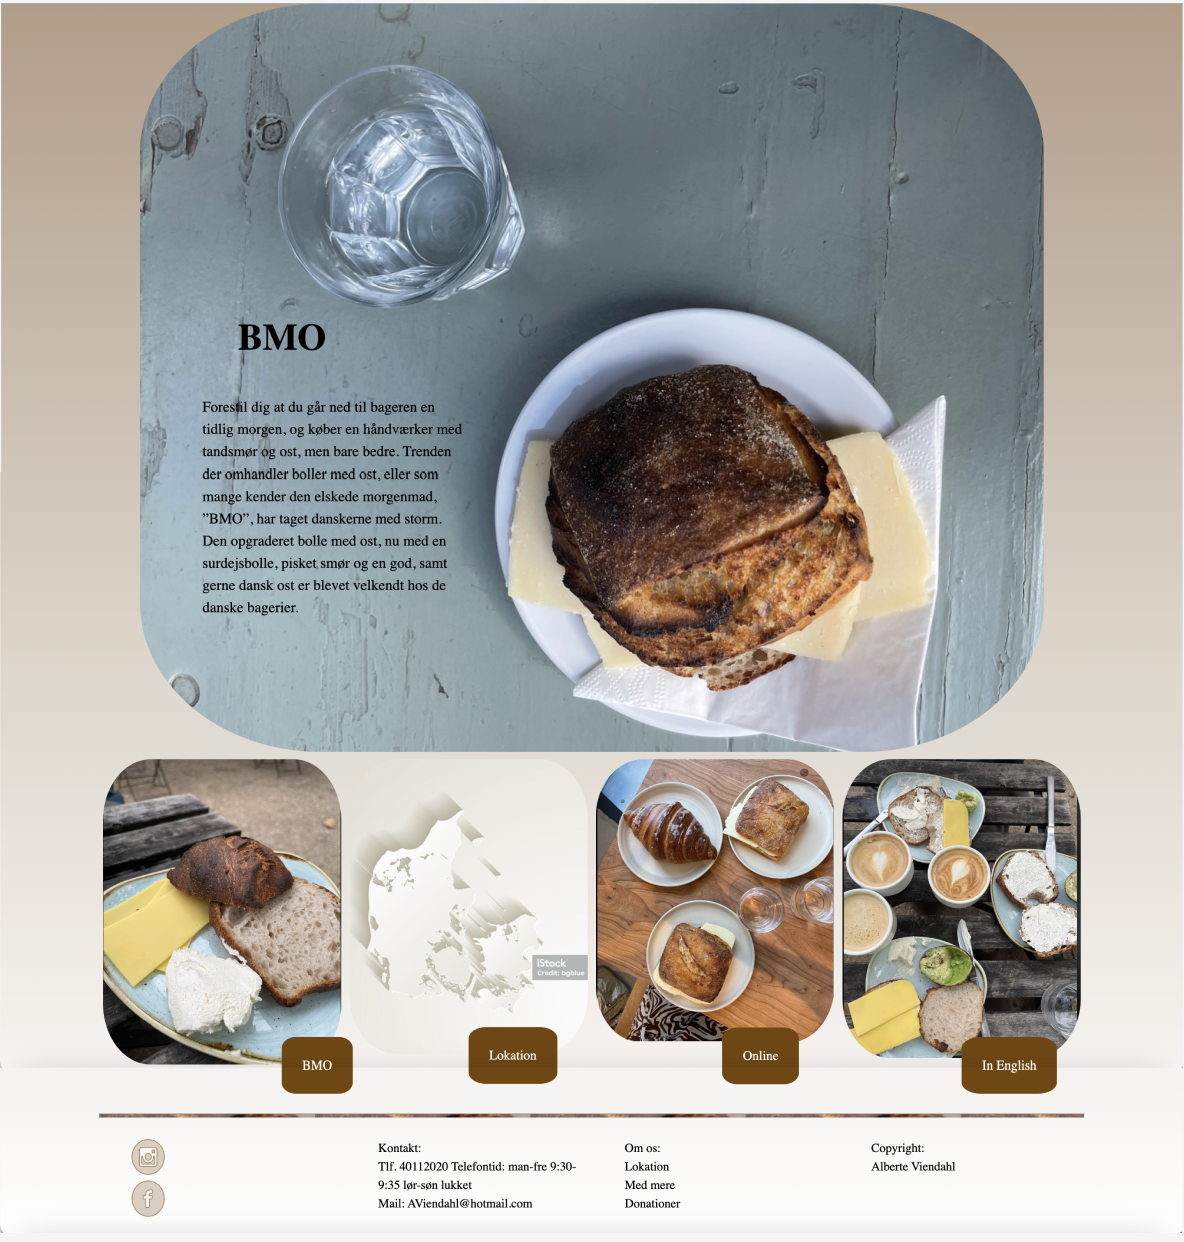 BMO
Forestil dig at du går ned til bageren en
tidlig morgen, og køber en håndværker med
tandsmør og ost, men bare bedre. Trenden
der omhandler boller med ost, eller som
mange kender den elskede morgenmad,
”BMO”, har taget danskerne med storm.
Den opgraderet bolle med ost, nu med en
surdejsbolle, pisket smør og en god, samt
gerne dansk ost er blevet velkendt hos de
danske bagerier.
iStock
Credit: bgblue
BMO
Lokation
Online
In English
Kontakt:
Tlf. 40112020 Telefontid: man-fre 9:30-
9:35 lør-søn lukket
Mail: AViendahl@hotmail.com
Om os:
Lokation
Med mere
Donationer
Copyright:
Alberte Viendahl